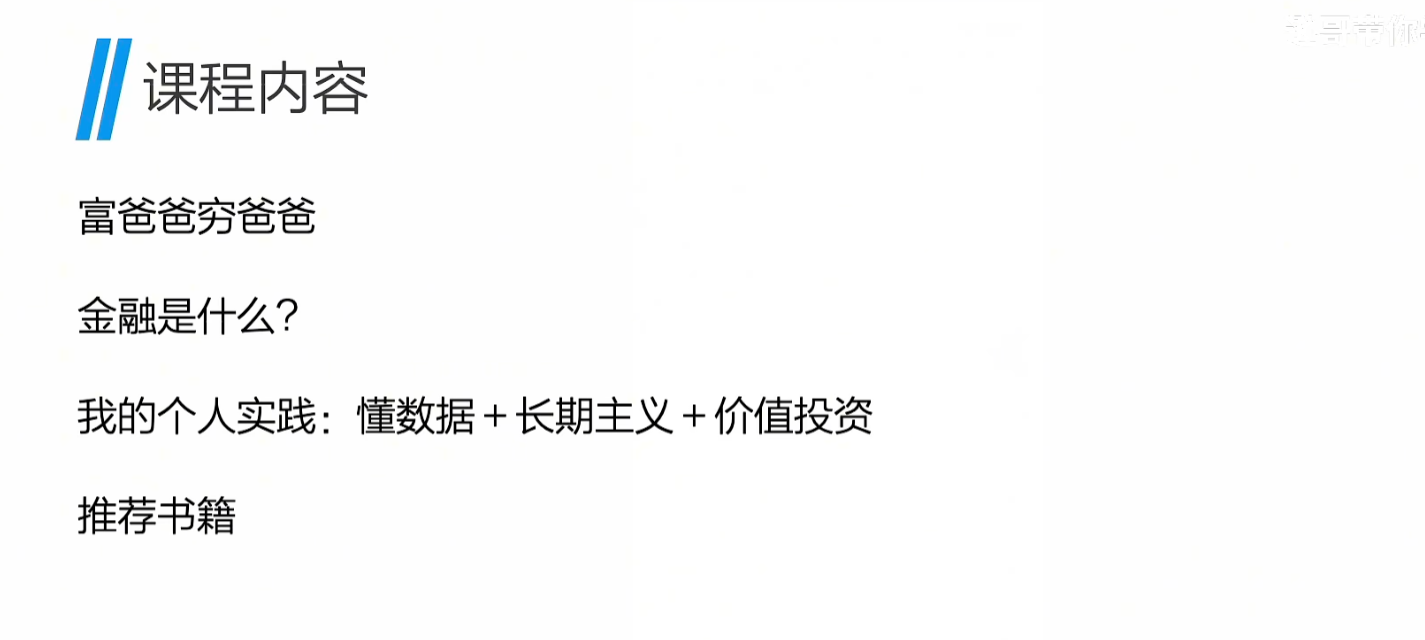 课程内容
富爸爸穷爸爸
金融是什么?
我的个人实践：懂数据+长期主义+价值投资
推荐书籍